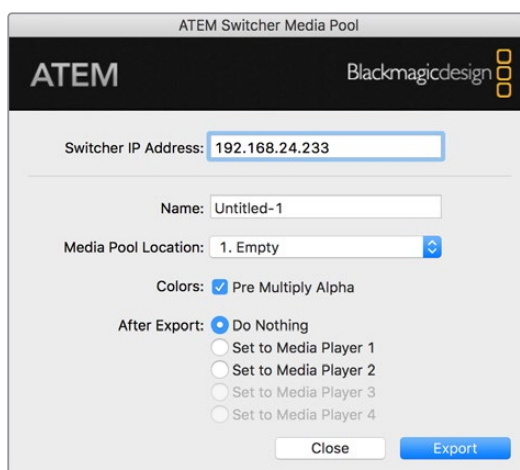 ATEM Switcher Media Pool
ATEM
Blackmagicdesign
Switcher IP Address: 192.168.24.233
Name: Untitled-1
Media Pool Location: 1. Empty
Colors: Pre Multiply Alpha
After Export: Do Nothing
Set to Media Player 1
Set to Media Player 2
Set to Media Player 3
Set to Media Player 4
Close Export